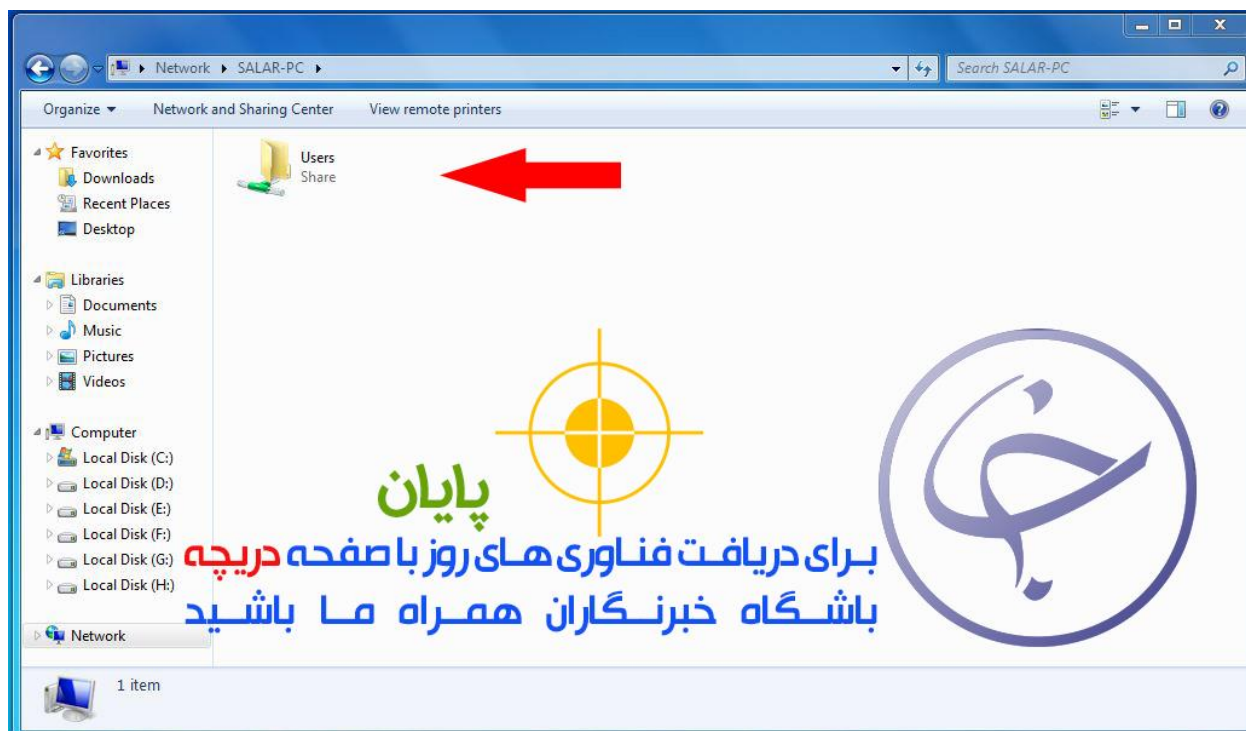 Network ▸ SALAR-PC ▸
Search SALAR-PC
Organize
Network and Sharing Center
View remote printers
Favorites
Downloads
Recent Places
Desktop
Libraries
Documents
Music
Pictures
Videos
Computer
Local Disk (C:)
Local Disk (D:)
Local Disk (E:)
Local Disk (F:)
Local Disk (G:)
Local Disk (H:)
Network
Users
Share
پایان
برای دریافت فناوری های روز با صفحه دریچه
باشگاه خبرنگاران همراه ما باشید
1 item